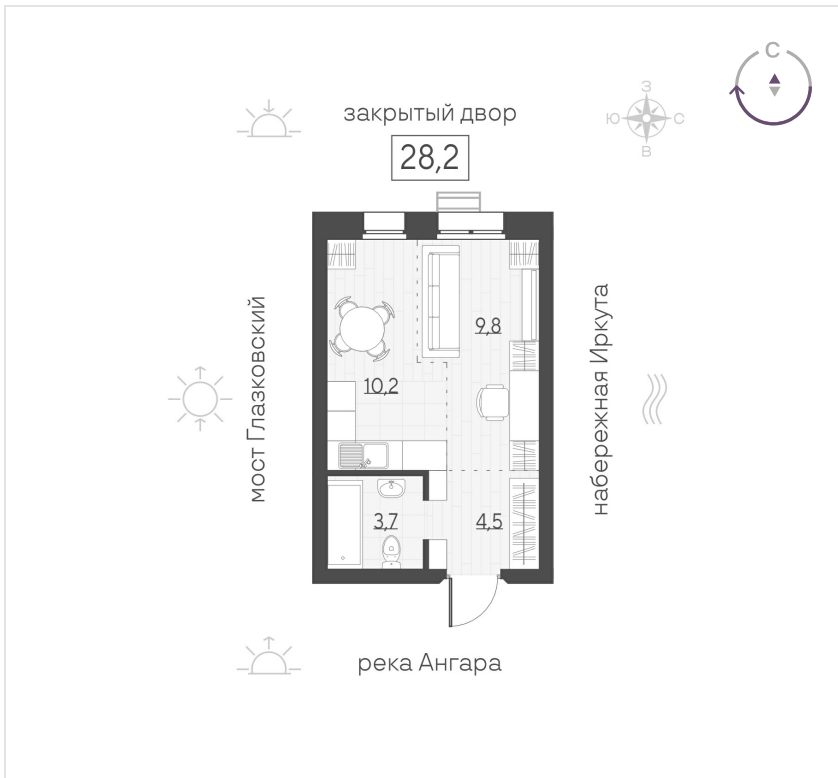 С
закрытый двор
28,2
З
Ю
С
В
мост Глазковский
набережная Иркута
9,8
10,2
3,7
4,5
река Ангара